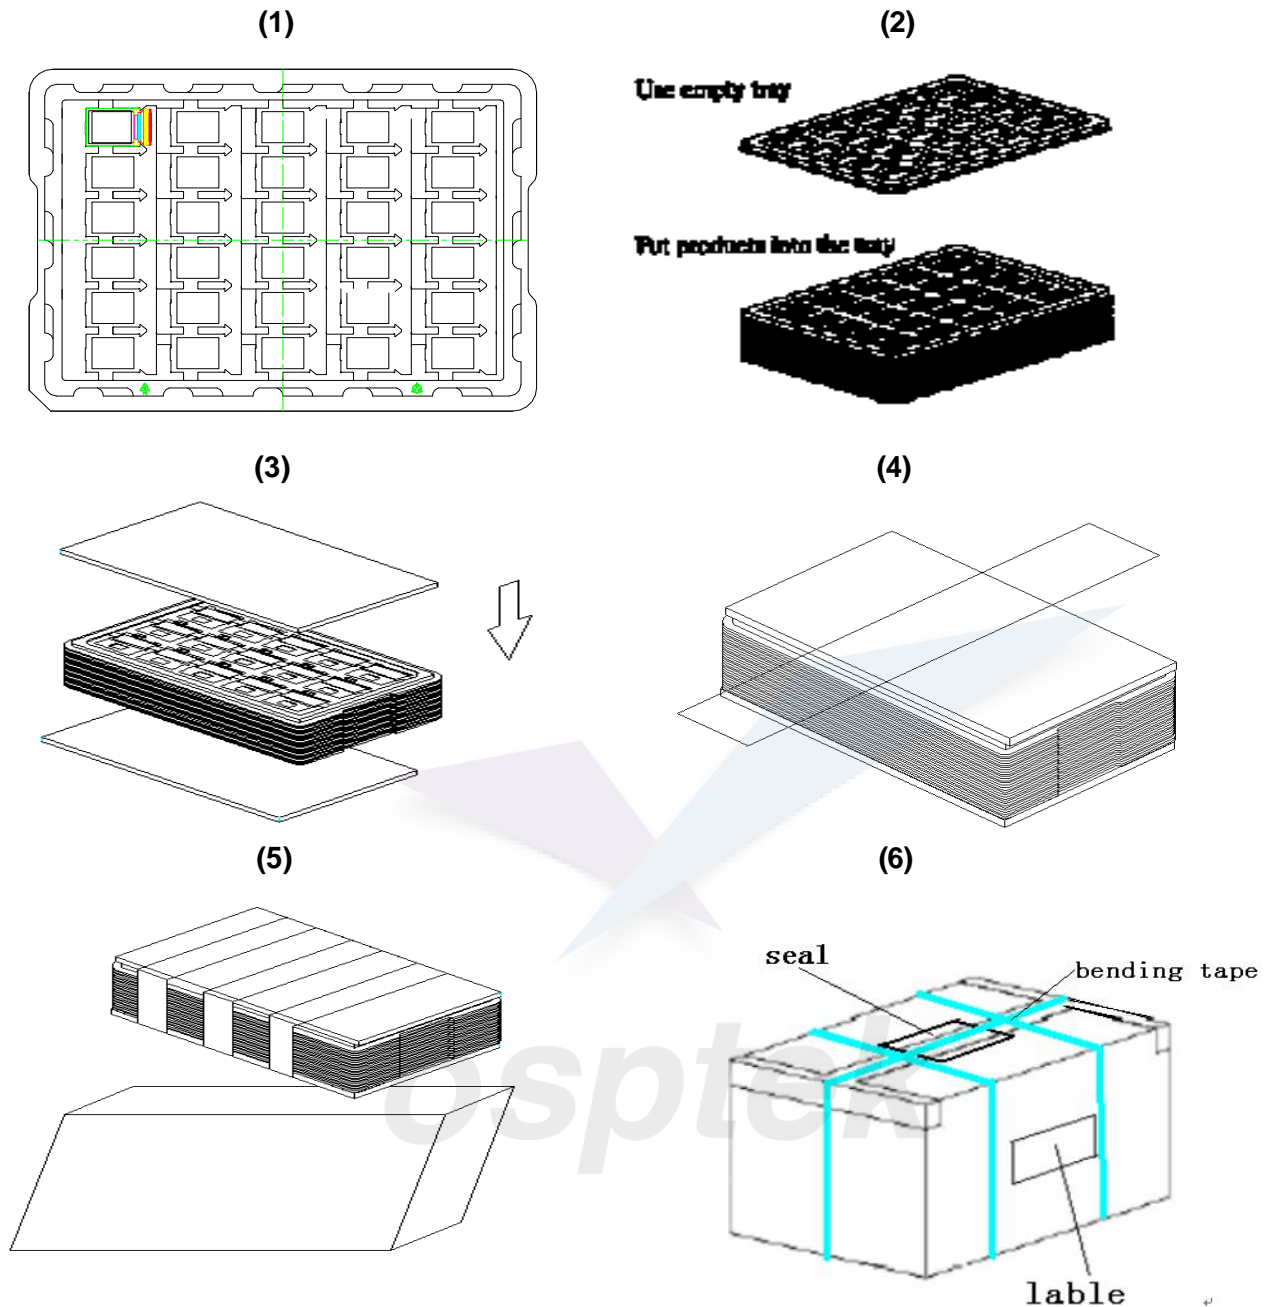 (1)
(2)
Use empty tray
Put products into the tray
(3)
(4)
(5)
(6)
seal
bending tape
osptek
lable